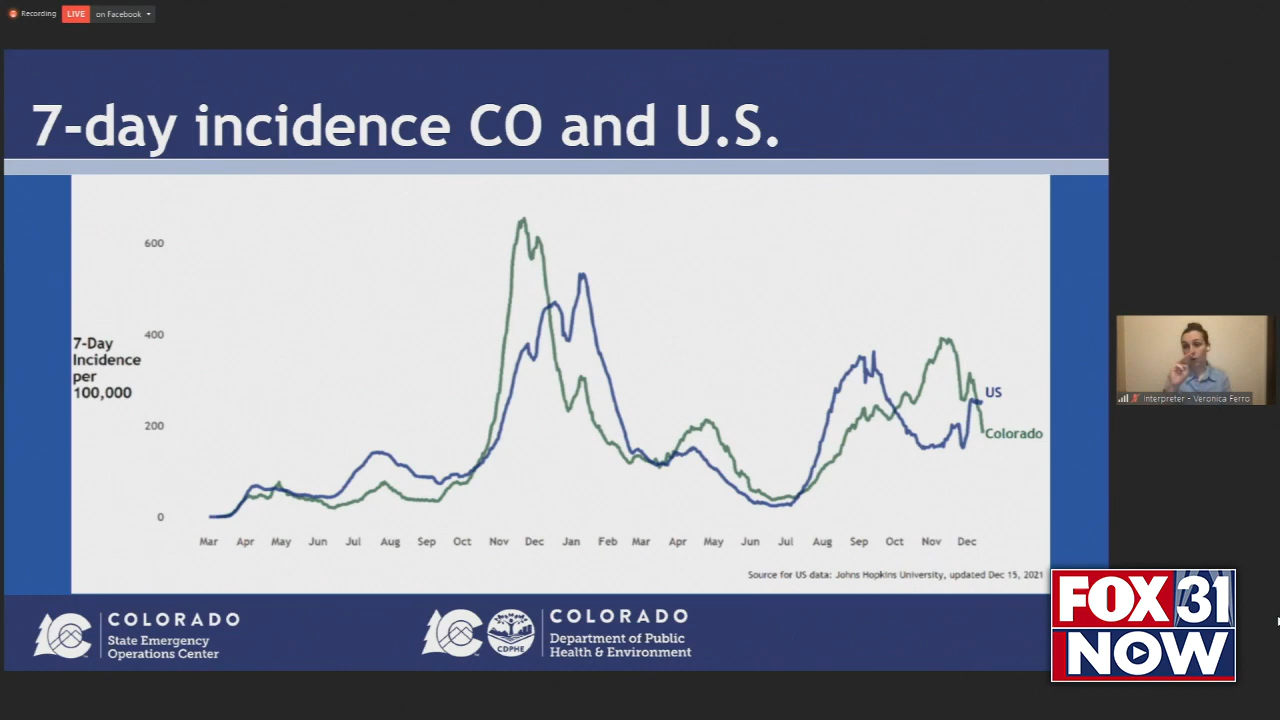 Recording LIVE on Facebook
7-day incidence CO and U.S.
600
400
200
0
7-Day
Incidence
per
100,000
US
Colorado
Mar Apr May Jun Jul Aug Sep Oct Nov Dec Jan Feb Mar Apr May Jun Jul Aug Sep Oct Nov Dec
Source for US data: Johns Hopkins University, updated Dec 15, 2021
Interpreter - Veronica Ferro
COLORADO
State Emergency
Operations Center
CDPHE
COLORADO
Department of Public
Health & Environment
FOX 31
NOW